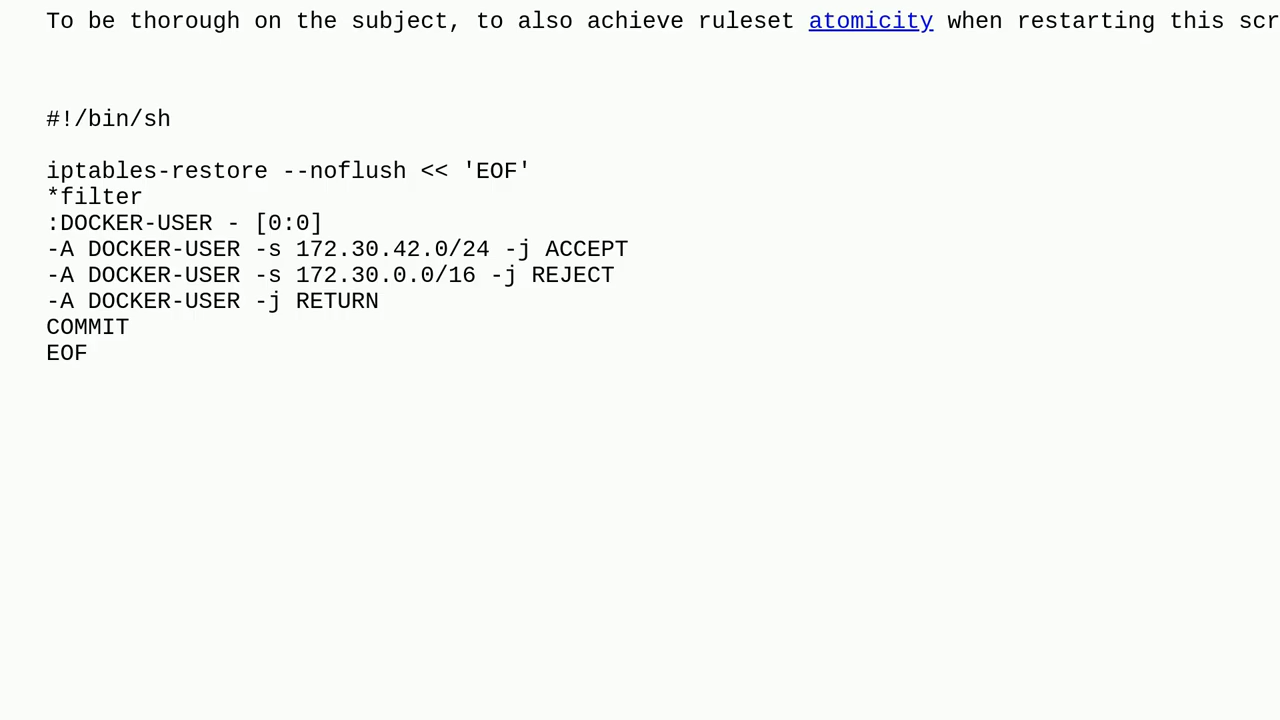 To be thorough on the subject, to also achieve ruleset atomicity when restarting this
#!/bin/sh
iptables-restore --noflush << 'EOF'
*filter
:DOCKER-USER - [0:0]
-A DOCKER-USER -s 172.30.42.0/24 -j ACCEPT
-A DOCKER-USER -s 172.30.0.0/16 -j REJECT
-A DOCKER-USER -j RETURN
COMMIT
EOF